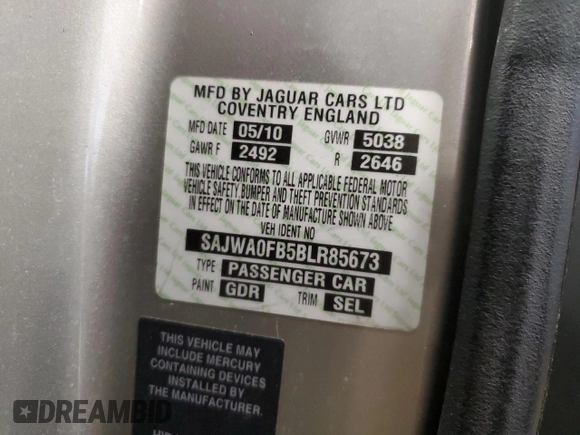 MFD BY JAGUAR CARS LTD
COVENTRY ENGLAND
MFD DATE 05/10 GVWR 5038
GAWR F 2492 R 2646
THIS VEHICLE CONFORMS TO ALL APPLICABLE FEDERAL MOTOR
VEHICLE SAFETY BUMPER AND THEFT PREVENTION STANDARDS
IN EFFECT ON THE DATE OF MANUFACTURE SHOWN ABOVE
VEH IDENT NO
SAJWA0FB5BLR85673
TYPE PASSENGER CAR
PAINT GDR TRIM SEL
THIS VEHICLE MAY
INCLUDE MERCURY
CONTAINING DEVICES
INSTALLED BY
THE MANUFACTURER.
DREAMBID